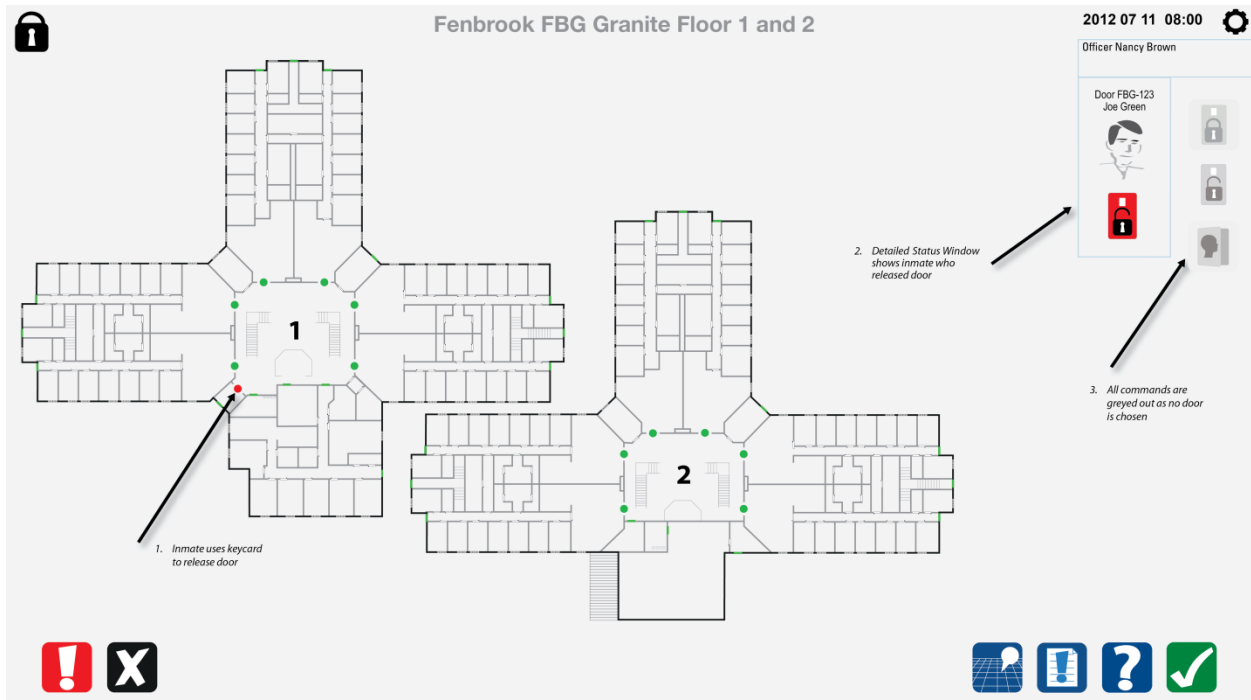 Fenbrook FBG Granite Floor 1 and 2
2012 07 11 08:00
Officer Nancy Brown
Door FBG-123
Joe Green
1
2. Detailed Status Window
shows inmate who
released door
2
3. All commands are
greyed out as no door
is chosen
1. Inmate uses keycard
to release door